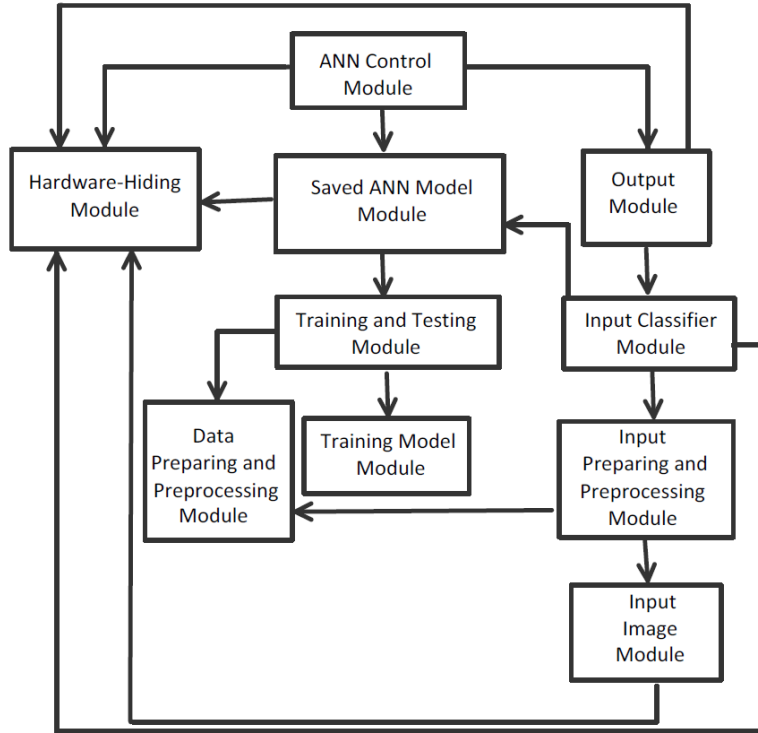 ANN Control
Module
Hardware-Hiding
Module
Saved ANN Model
Module
Output
Module
Training and Testing
Module
Input Classifier
Module
Data
Preparing and
Preprocessing
Module
Training Model
Module
Input
Preparing and
Preprocessing
Module
Input
Image
Module